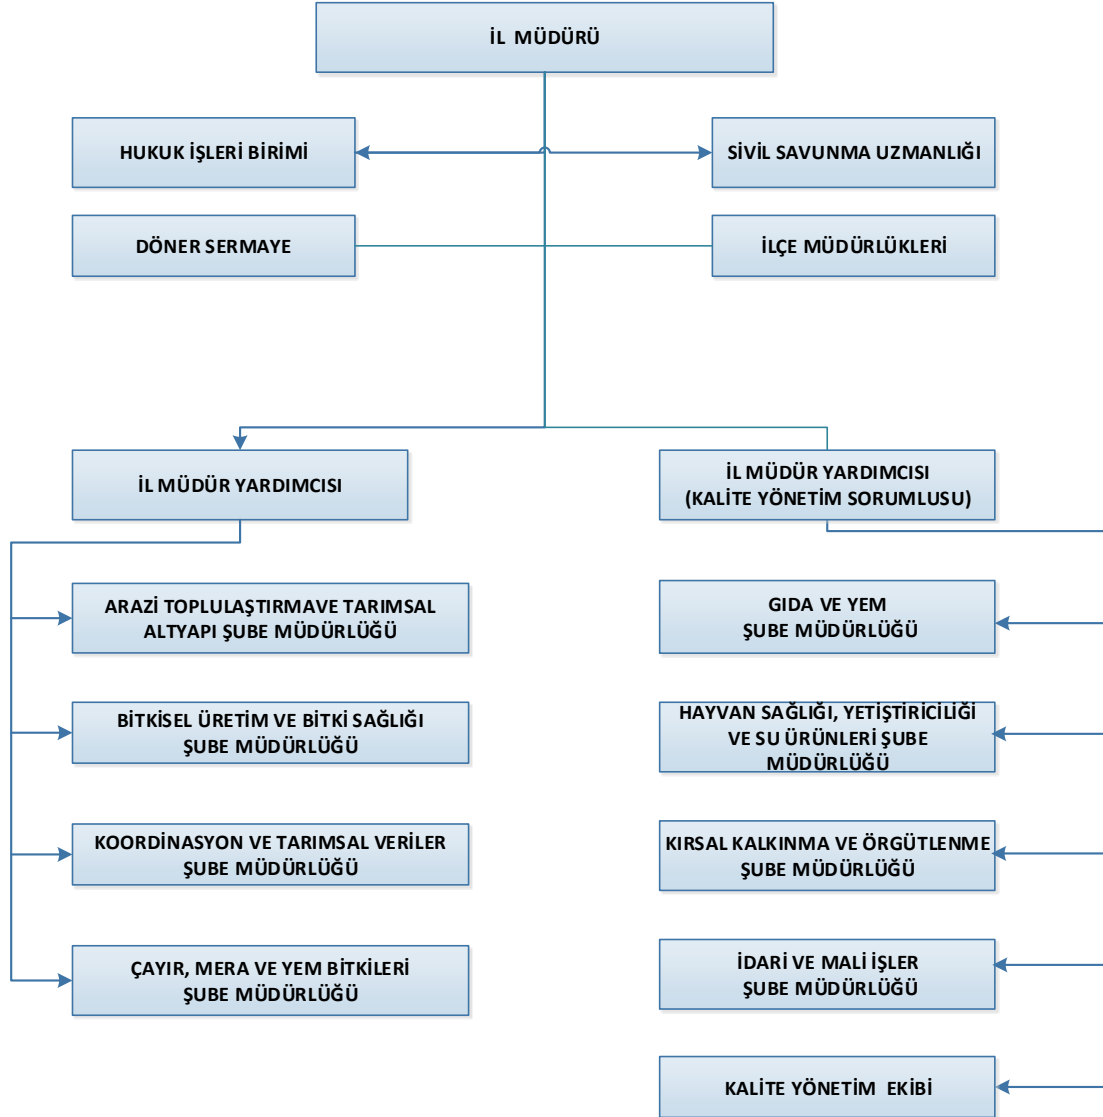 İL MÜDÜRÜ
HUKUK İŞLERİ BİRİMİ
SİVİL SAVUNMA UZMANLIĞI
DÖNER SERMAYE
İLÇE MÜDÜRLÜKLERİ
İL MÜDÜR YARDIMCISI
İL MÜDÜR YARDIMCISI
(KALİTE YÖNETİM SORUMLUSU)
ARAZİ TOPLULAŞTIRMAVE TARIMSAL
ALTYAPI ŞUBE MÜDÜRLÜĞÜ
GIDA VE YEM
ŞUBE MÜDÜRLÜĞÜ
BİTKİSEL ÜRETİM VE BİTKİ SAĞLIĞI
ŞUBE MÜDÜRLÜĞÜ
HAYVAN SAĞLIĞI, YETİŞTİRİCİLİĞİ
VE SU ÜRÜNLERİ ŞUBE
MÜDÜRLÜĞÜ
KOORDİNASYON VE TARIMSAL VERİLER
ŞUBE MÜDÜRLÜĞÜ
KIRSAL KALKINMA VE ÖRGÜTLENME
ŞUBE MÜDÜRLÜĞÜ
ÇAYIR, MERA VE YEM BİTKİLERİ
ŞUBE MÜDÜRLÜĞÜ
İDARİ VE MALİ İŞLER
ŞUBE MÜDÜRLÜĞÜ
KALİTE YÖNETİM EKİBİ